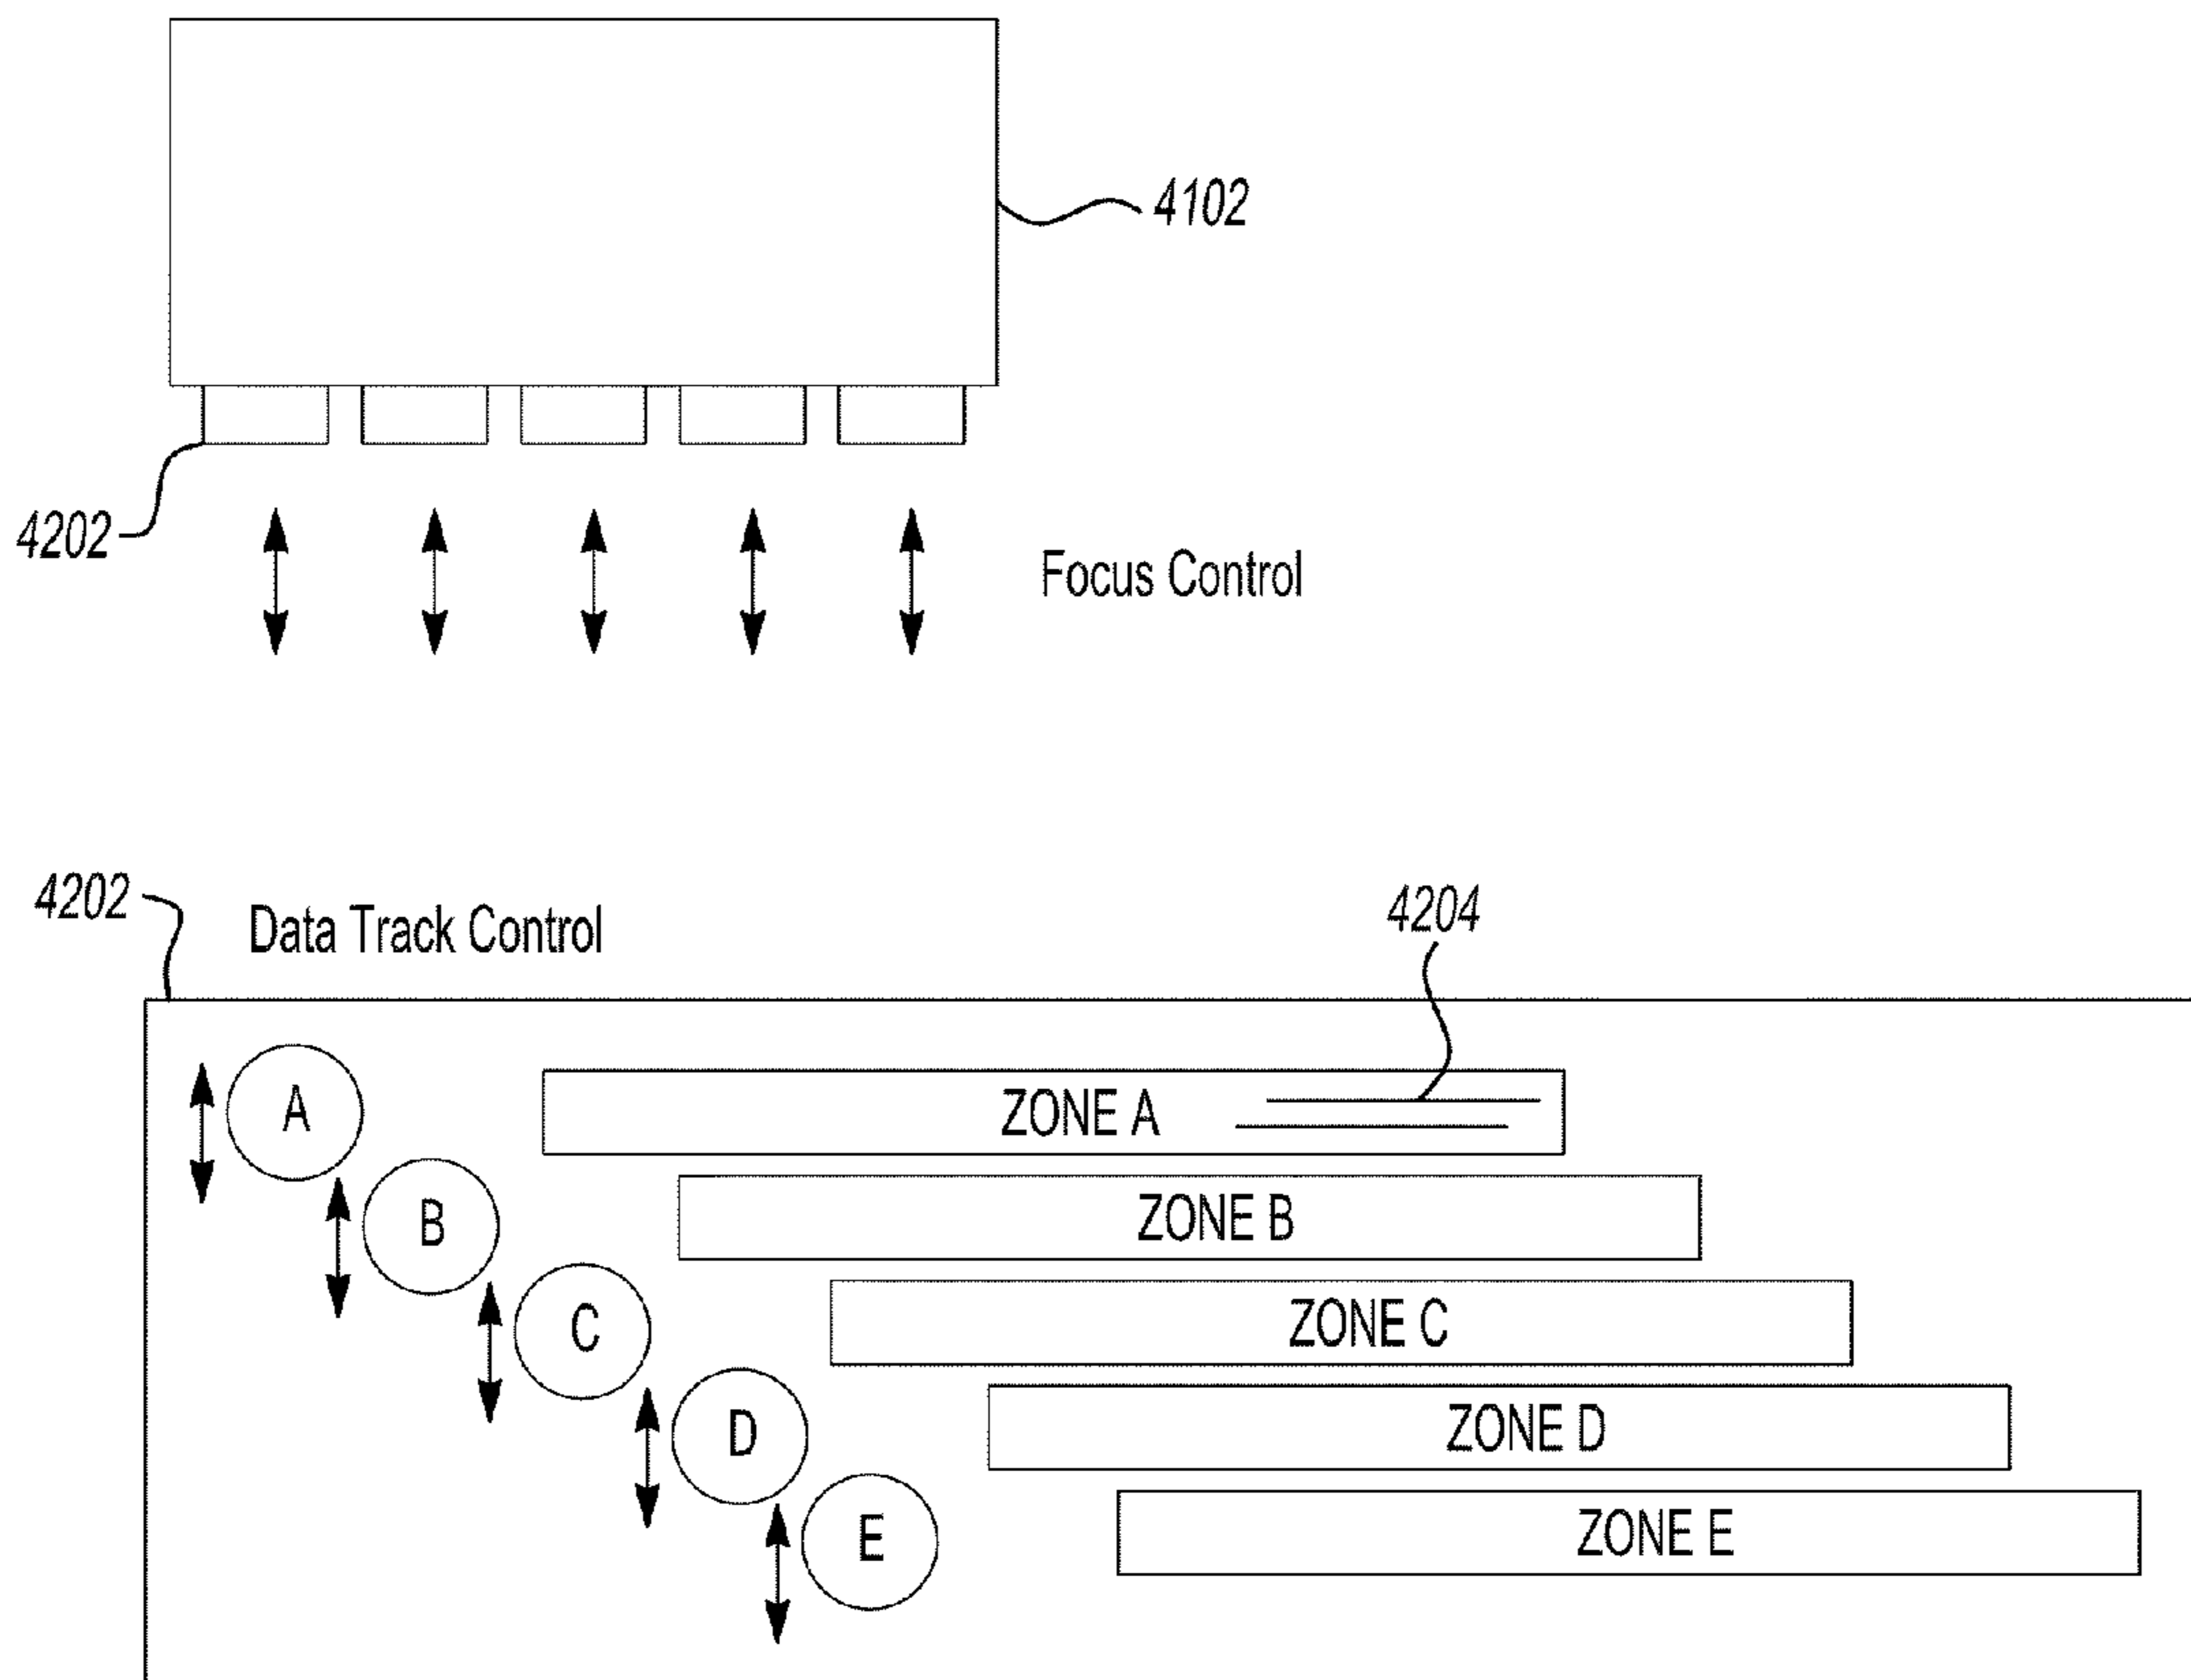 4102
4202
Focus Control
4202
Data Track Control
4204
A
ZONE A
B
ZONE B
C
ZONE C
D
ZONE D
E
ZONE E